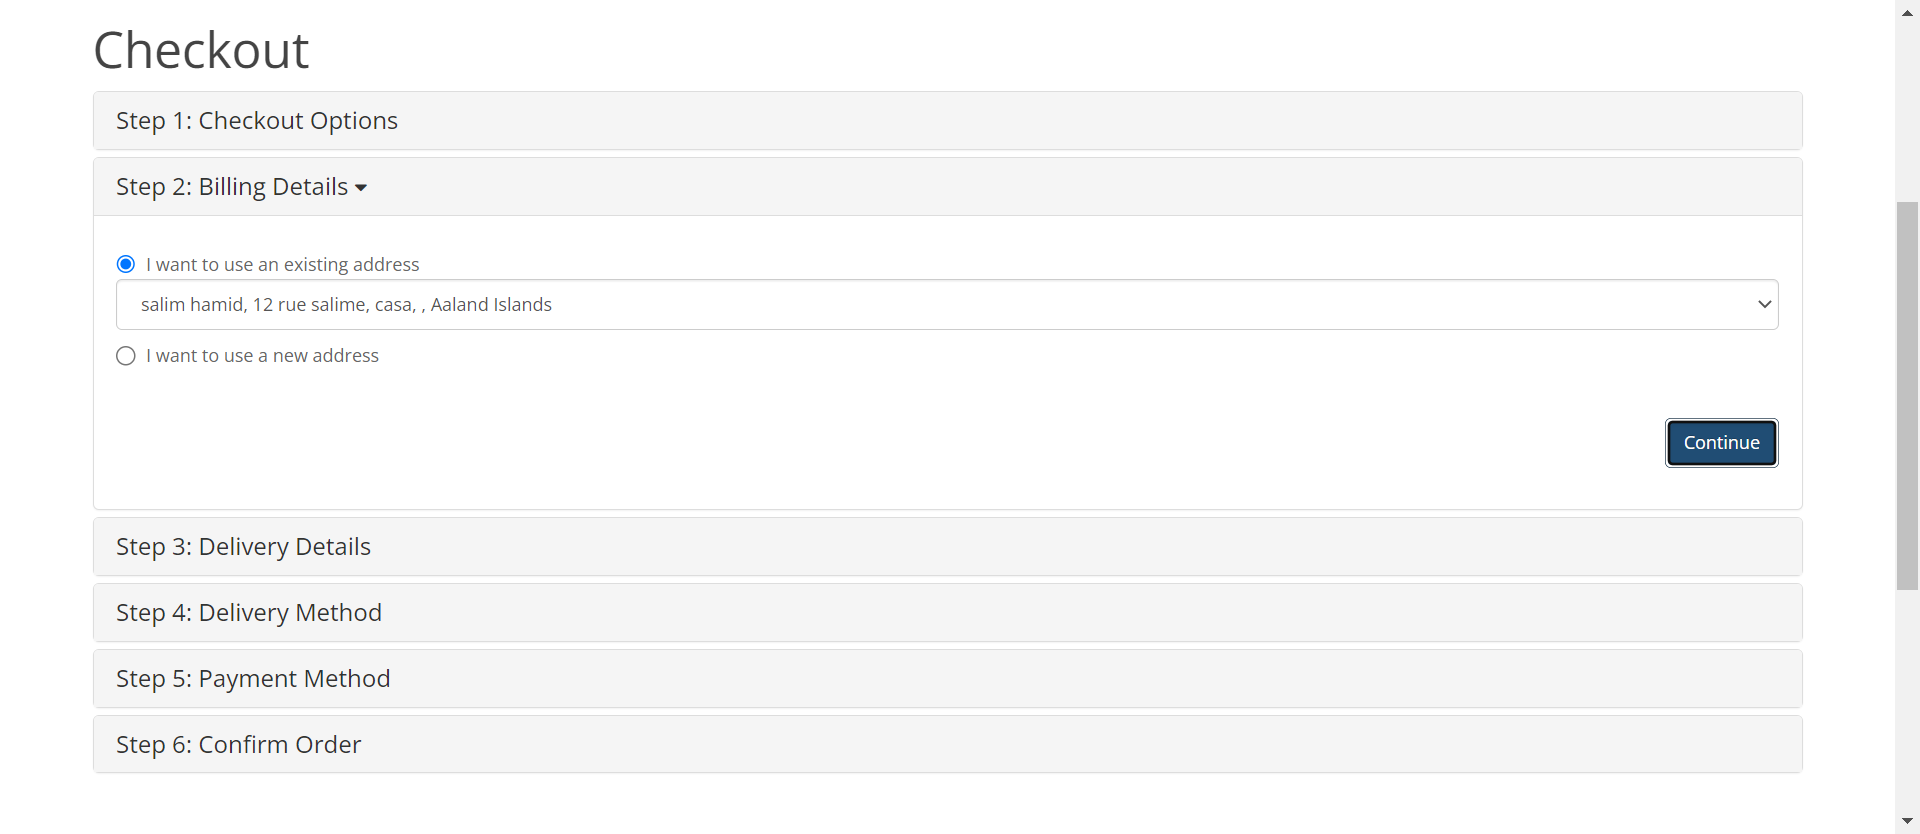 Checkout
Step 1: Checkout Options
Step 2: Billing Details
I want to use an existing address
salim hamid, 12 rue salime, casa, , Aaland Islands
I want to use a new address
Continue
Step 3: Delivery Details
Step 4: Delivery Method
Step 5: Payment Method
Step 6: Confirm Order